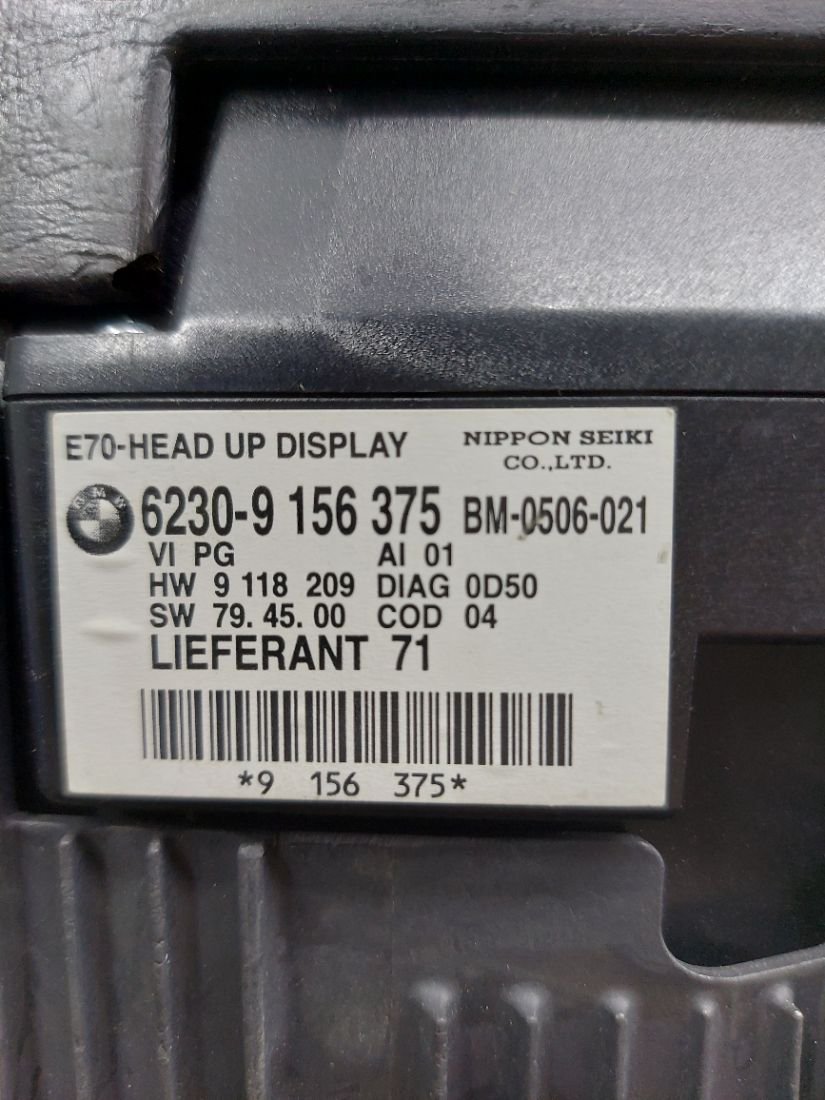 E70-HEAD UP DISPLAY NIPPON SEIKI CO.,LTD.
BMW 6230-9 156 375 BM-0506-021
VI PG AI 01
HW 9 118 209 DIAG 0D50
SW 79.45.00 COD 04
LIEFERANT 71
*9 156 375*